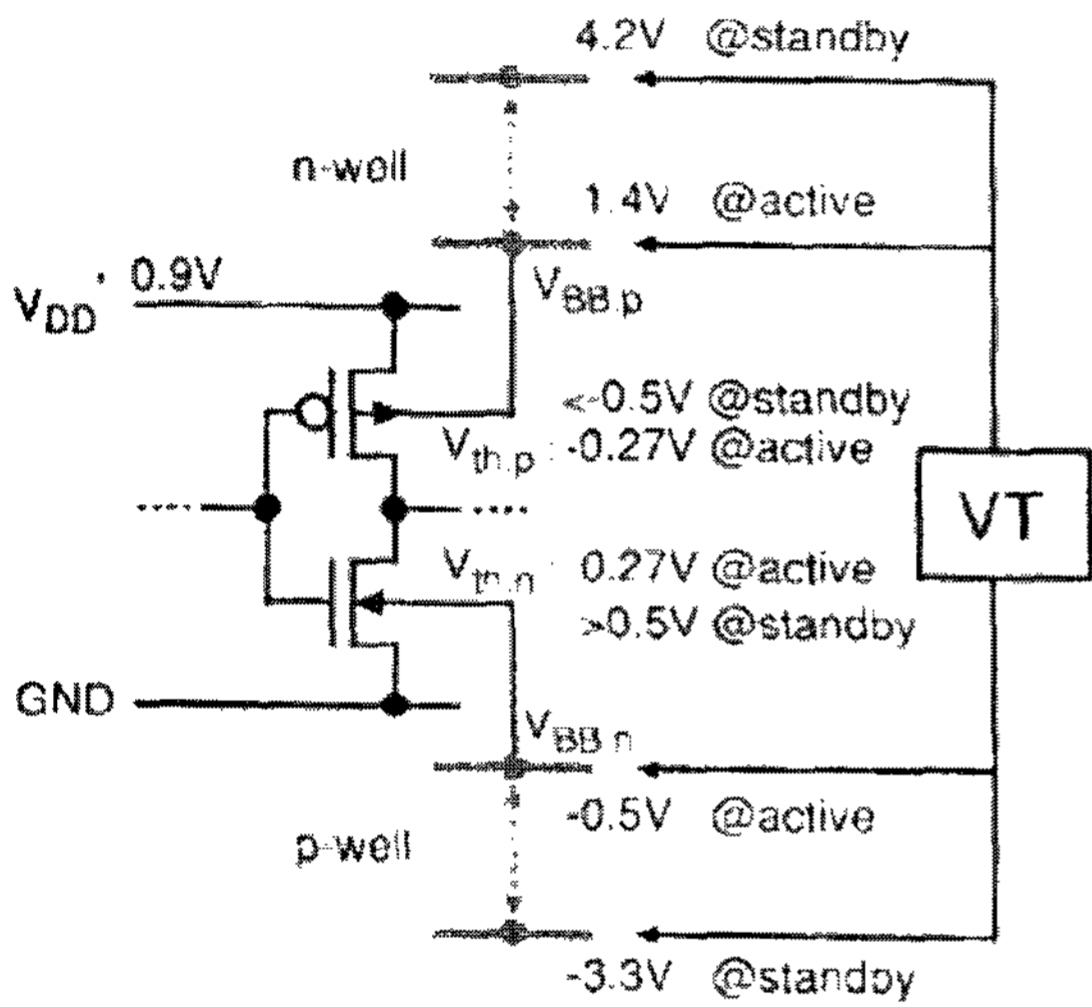 4.2V @standby
n-well
1.4V @active
VDD' 0.9V
VBB.p
<-0.5V @standby
Vth.p : -0.27V @active
VT
Vth.n : 0.27V @active
>0.5V @standby
GND
VBB.n
-0.5V @active
p-well
-3.3V @standby